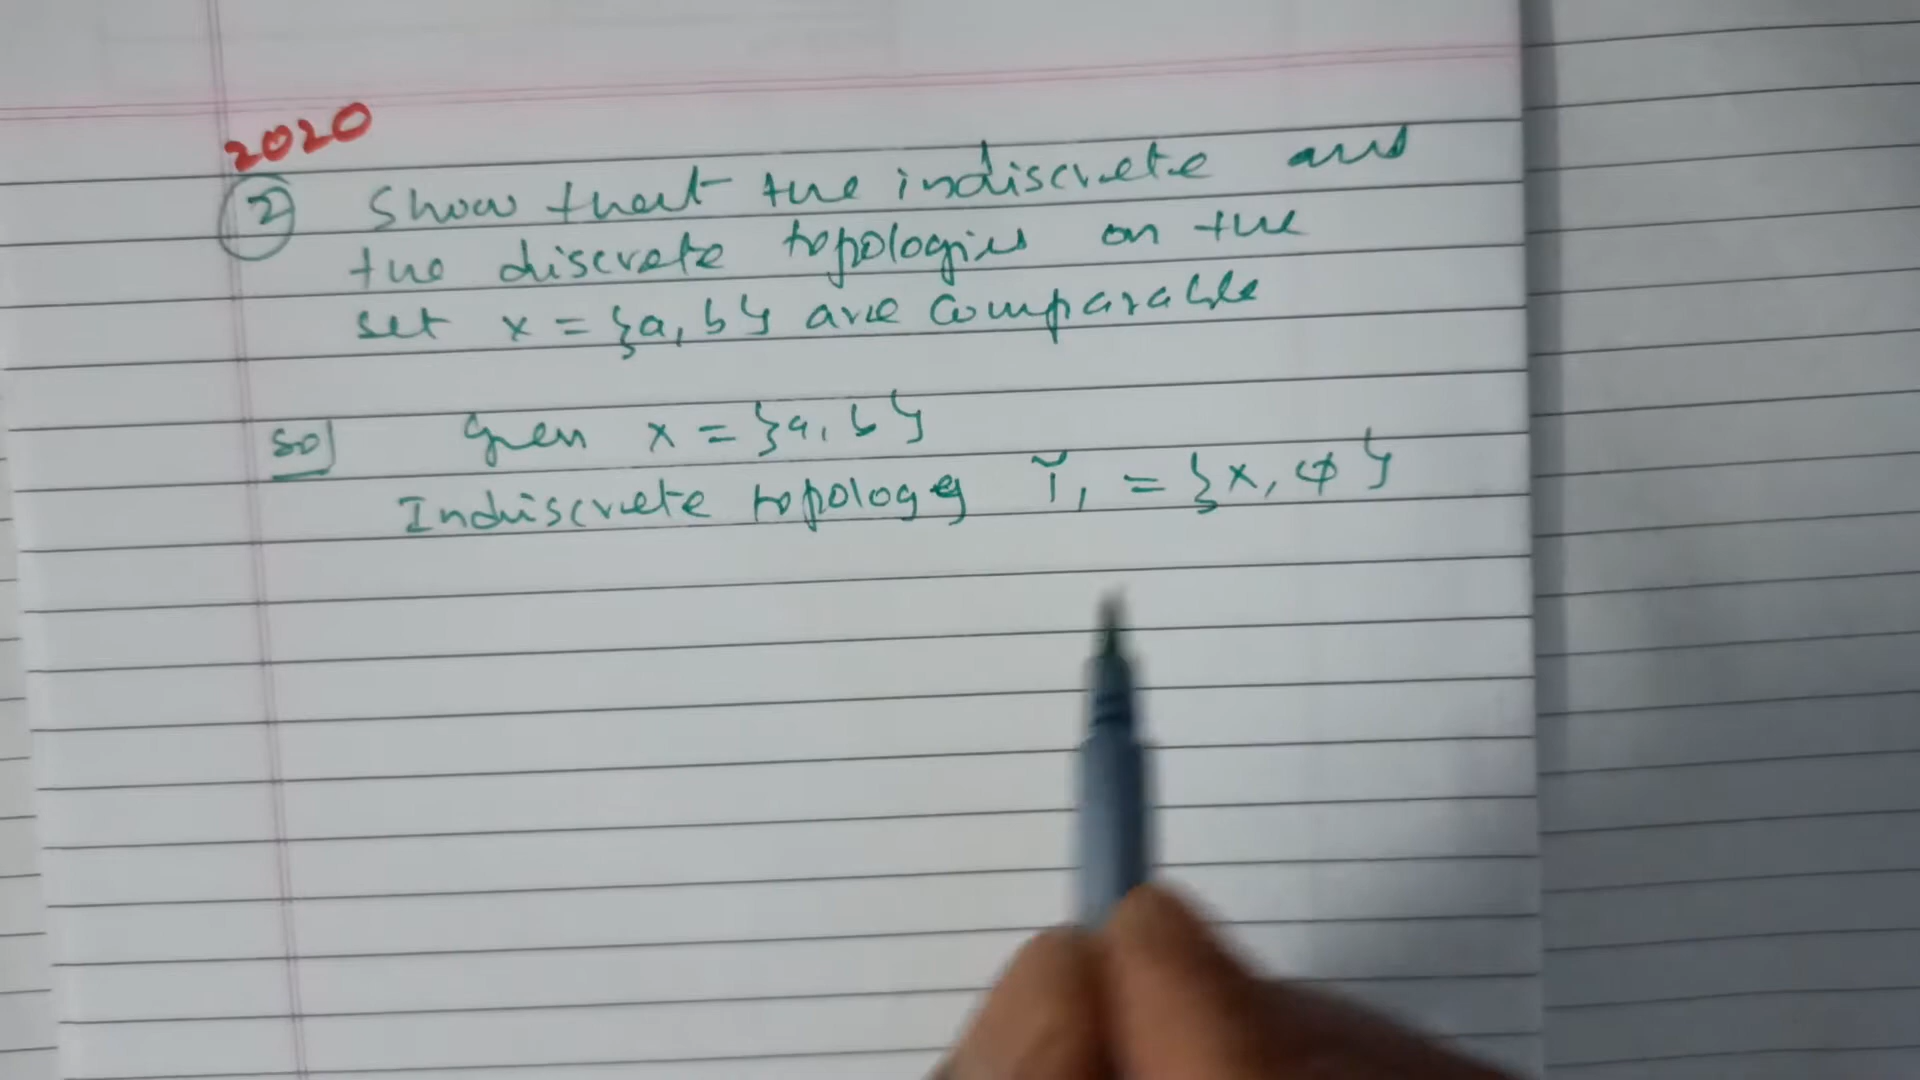 2020
② Show that the indiscrete and
the discrete topologies on the
set x = {a, b} are comparable
Sol Given x = {a, b}
Indiscrete topology T̃₁ = {x, ϕ}